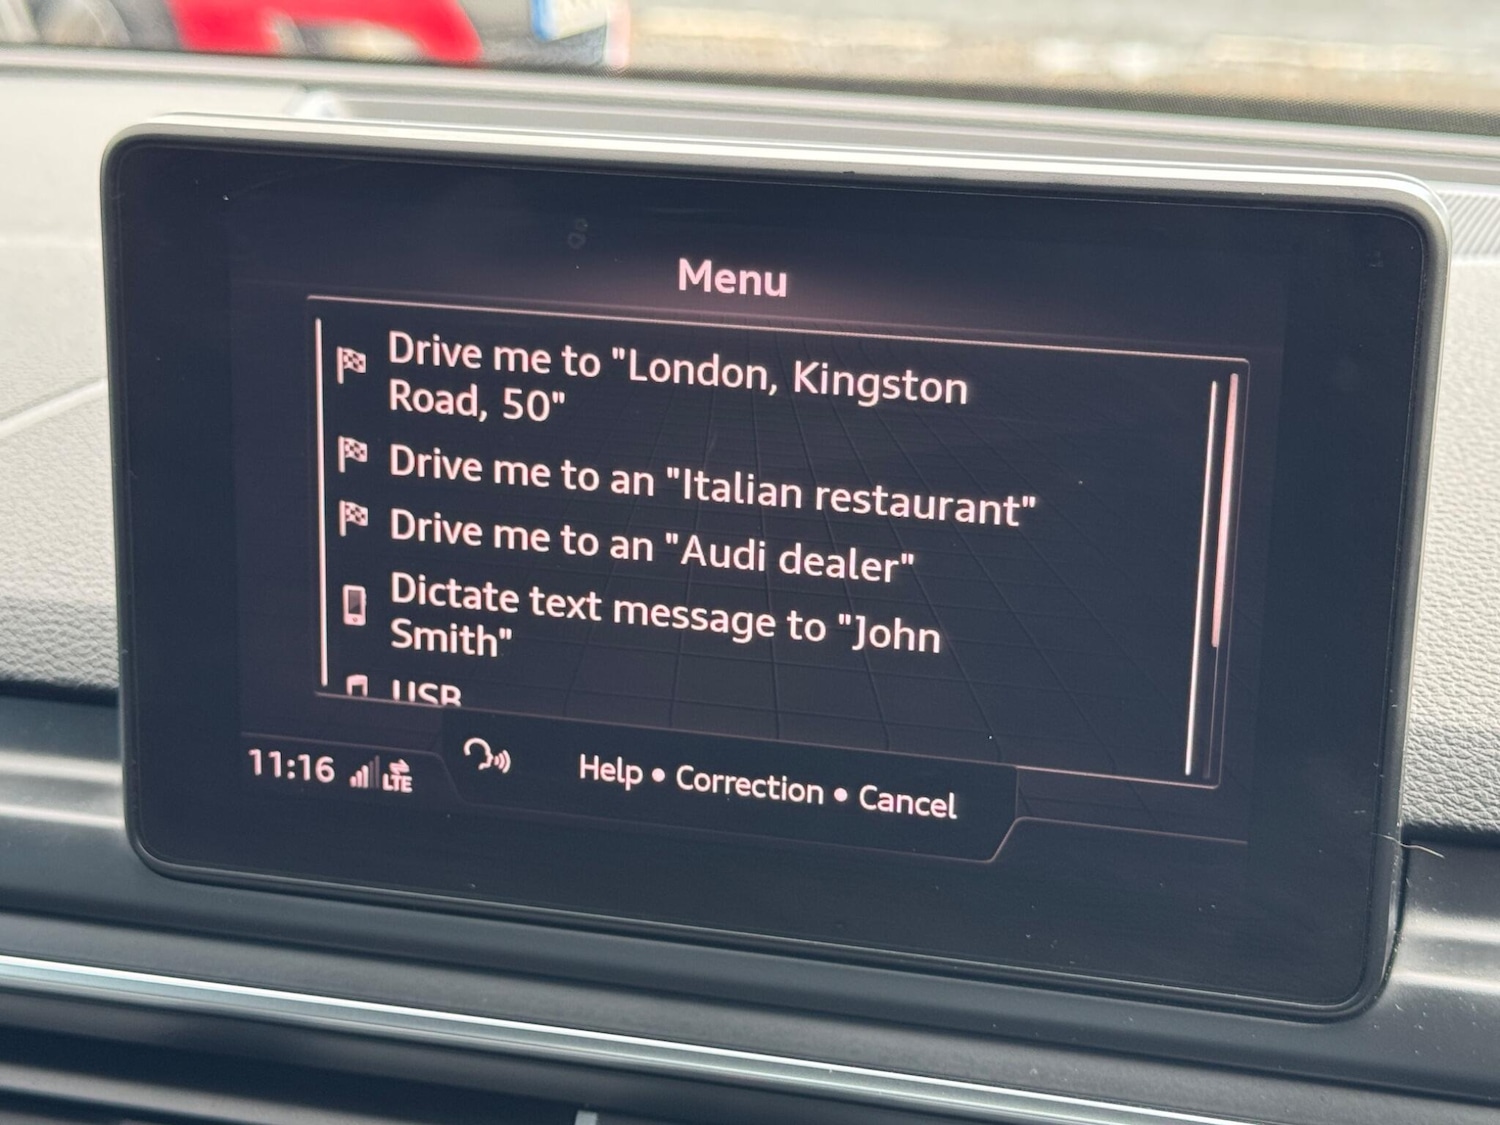 Menu
Drive me to "London, Kingston
Road, 50"
Drive me to an "Italian restaurant"
Drive me to an "Audi dealer"
Dictate text message to "John
Smith"
USB
11:16 LTE
Help • Correction • Cancel